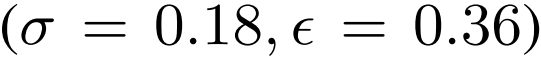 (σ = 0.18, ϵ = 0.36)